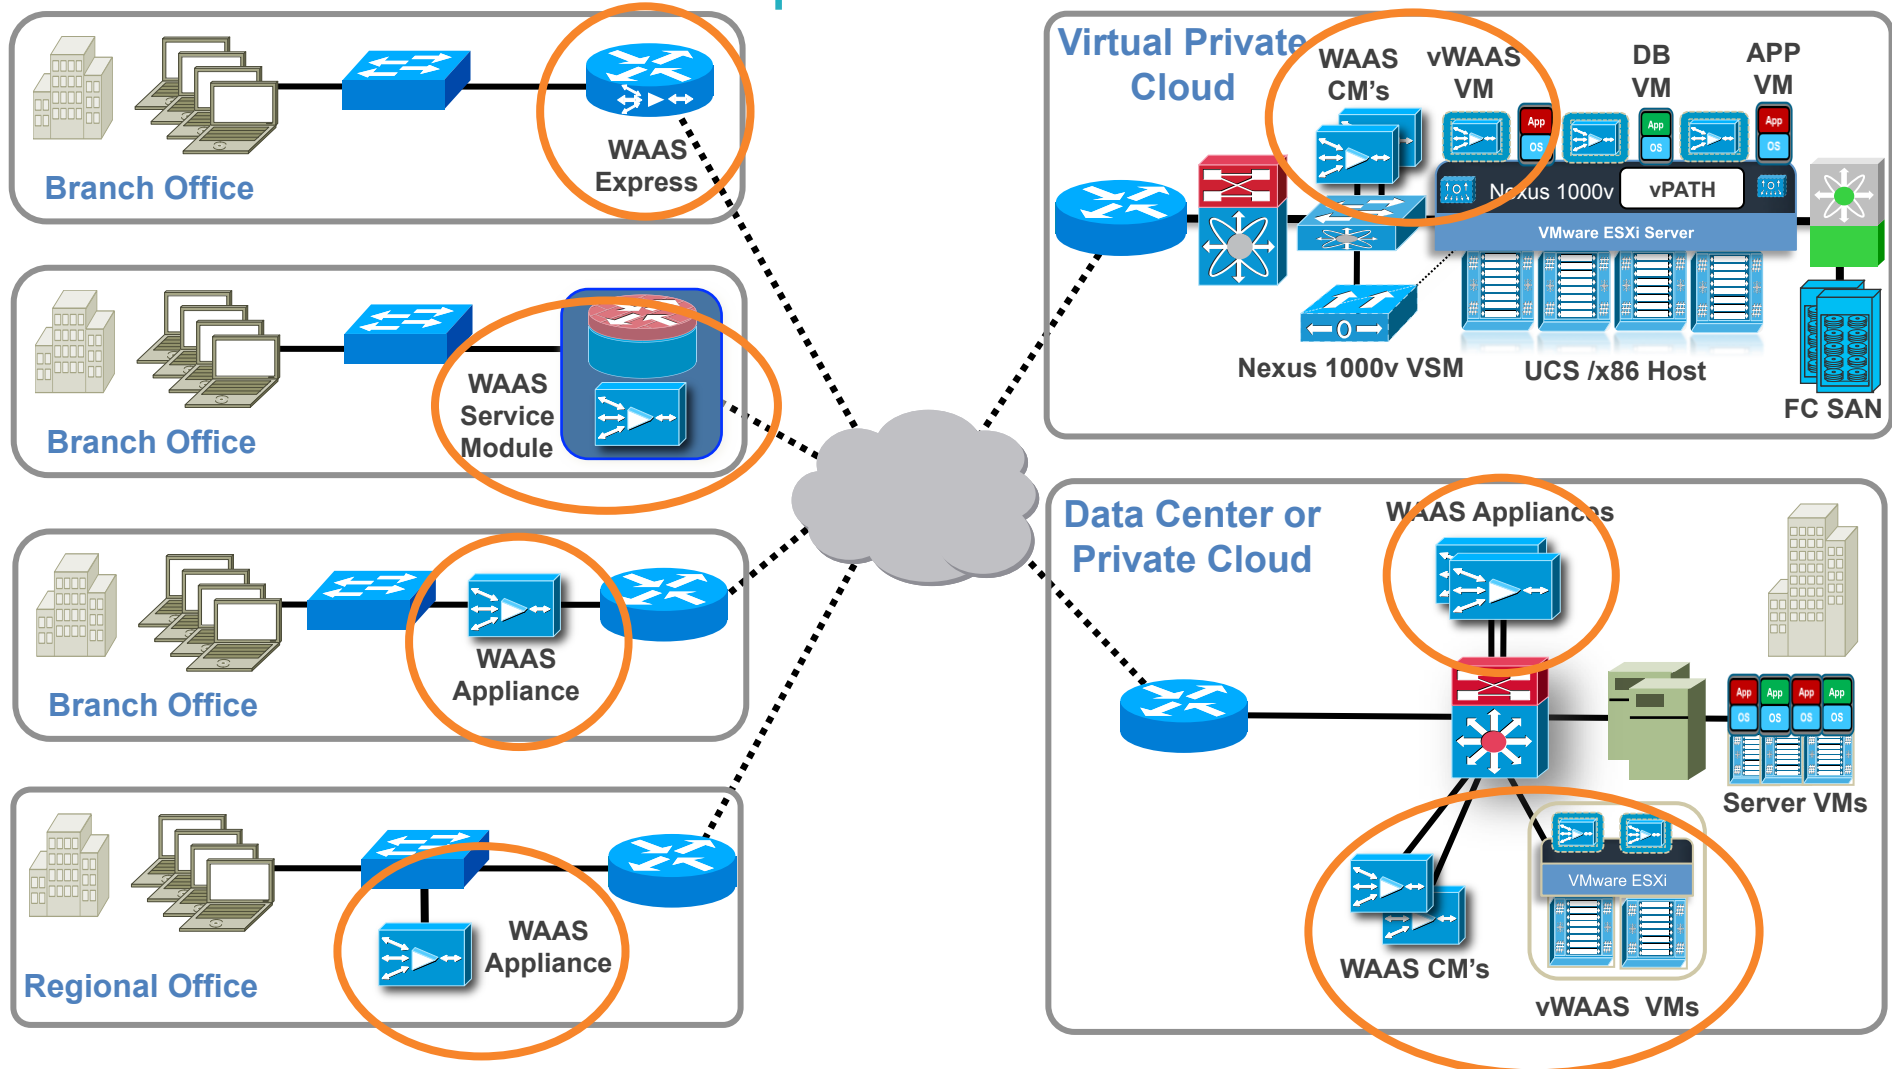 WAAS
Express
Branch Office
WAAS
Service
Module
Branch Office
WAAS
Appliance
Branch Office
WAAS
Appliance
Regional Office
Virtual Private
Cloud
WAAS
CM's
vWAAS
VM
DB
VM
APP
VM
App
OS
App
OS
App
OS
Nexus 1000v
vPATH
VMware ESXi Server
Nexus 1000v VSM
UCS /x86 Host
FC SAN
Data Center or
Private Cloud
WAAS Appliances
App App App App
OS OS OS OS
Server VMs
VMware ESXi
WAAS CM's
vWAAS VMs